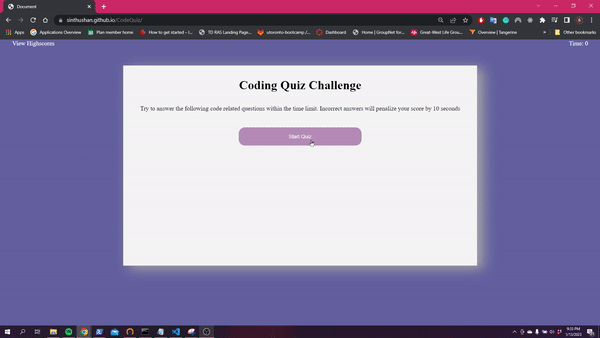 Document
sinthushan.github.io/CodeQuiz/
Apps Applications Overview Plan member home How to get started – I... TD RAS Landing Page... utoronto-bootcamp /... Dashboard Home | GroupNet for... Great-West Life Grou... Overview | Tangerine Other bookmarks
View Highscores Time: 0
Coding Quiz Challenge
Try to answer the following code related questions within the time limit. Incorrect answers will penalize your score by 10 seconds
Start Quiz
9:33 PM
1/13/2023